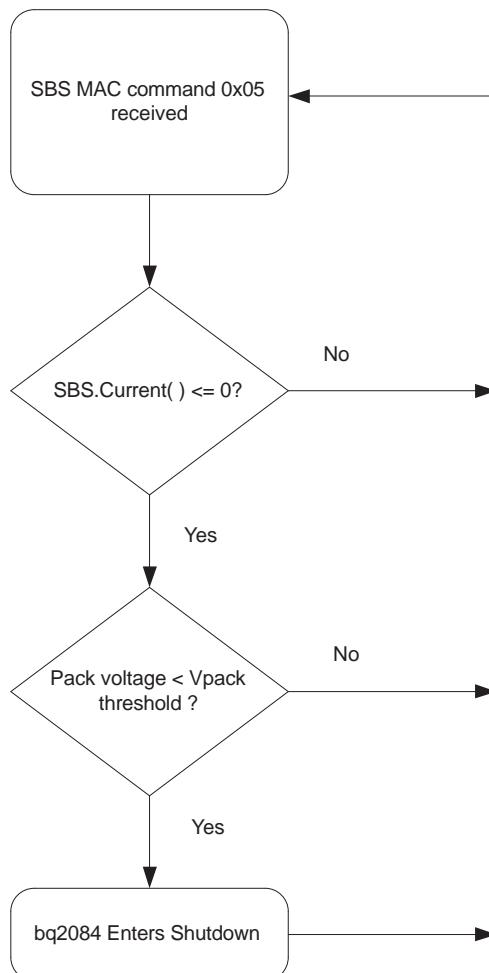 SBS MAC command 0x05
received
SBS.Current( ) <= 0?
No
Yes
Pack voltage < Vpack
threshold ?
No
Yes
bq2084 Enters Shutdown